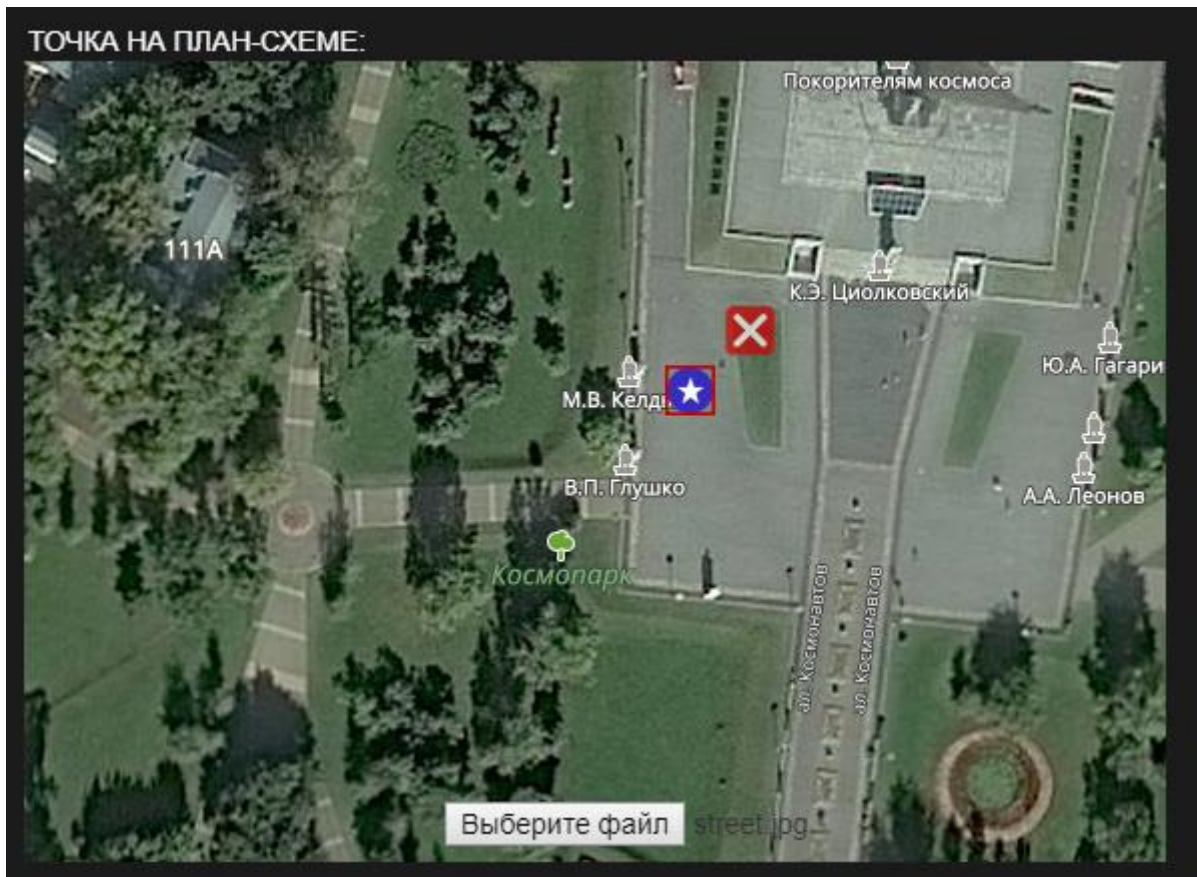 ТОЧКА НА ПЛАН-СХЕМЕ:
Покорителям космоса
111А
К.Э. Циолковский
Ю.А. Гагари
М.В. Келды
В.П. Глушко
А.А. Леонов
Космопарк
ал. Космонавтов
ал. Космонавтов
Выберите файл street.jpg